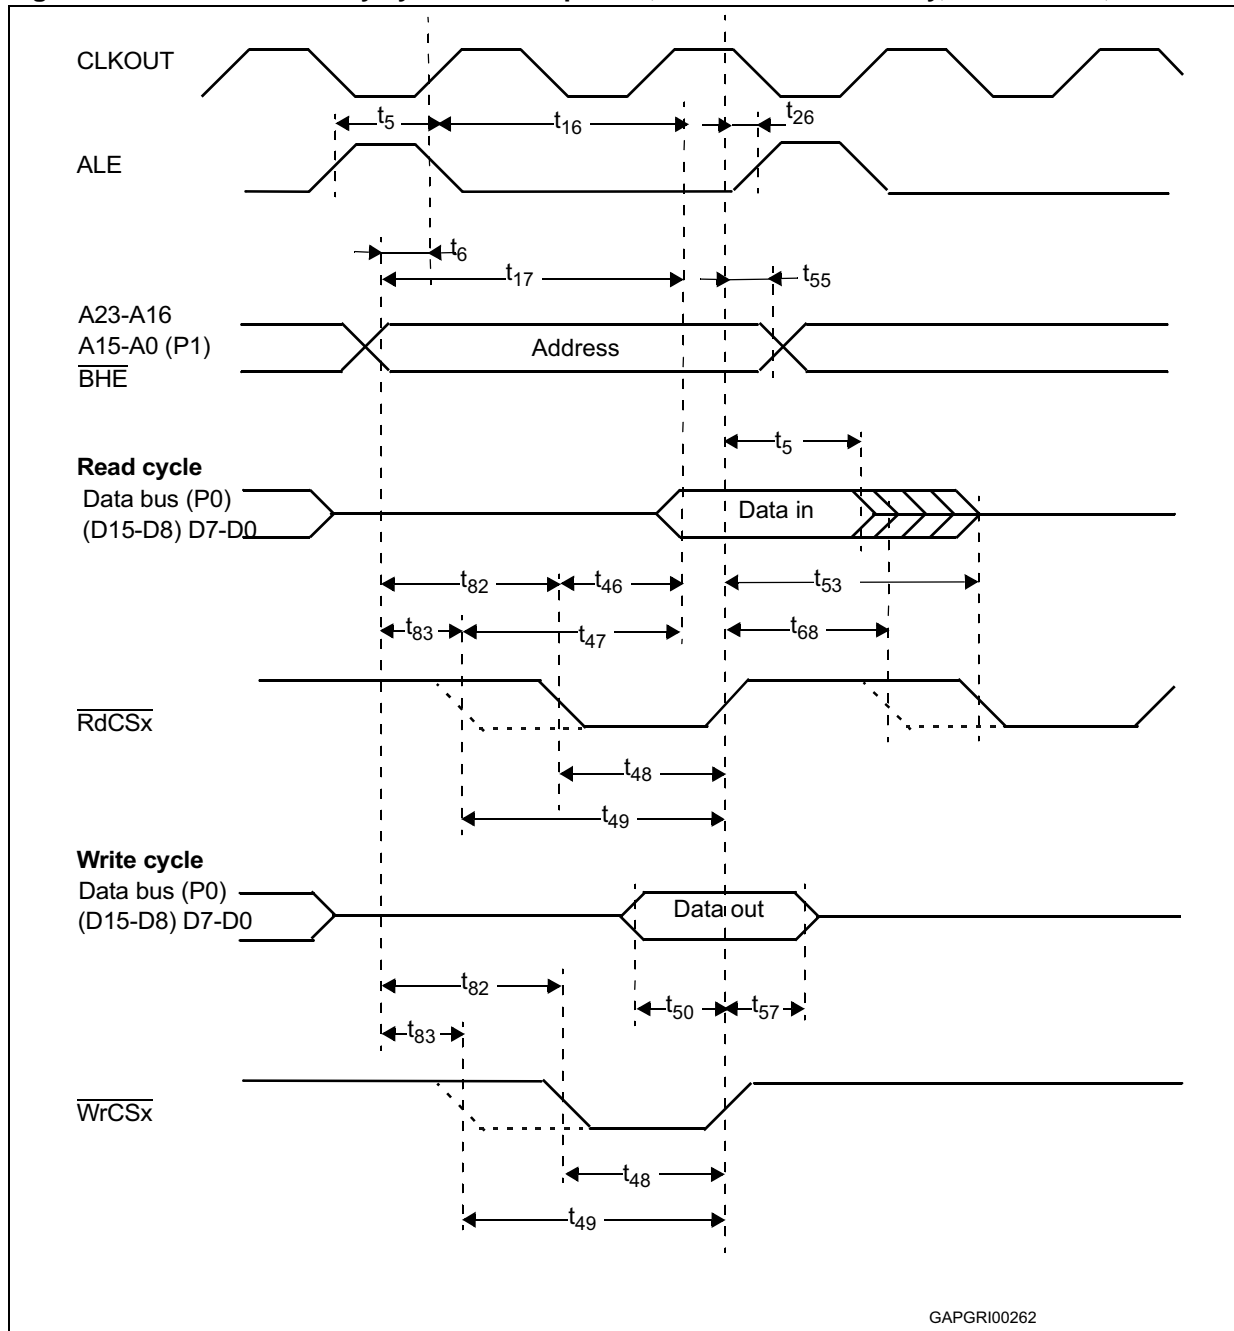 CLKOUT
t5
t16
t26
ALE
t6
t17
t55
A23-A16
A15-A0 (P1)
Address
BHE
t5
Read cycle
Data bus (P0)
Data in
(D15-D8) D7-D0
t82
t46
t53
t83
t47
t68
RdCSx
t48
t49
Write cycle
Data bus (P0)
Data out
(D15-D8) D7-D0
t82
t50
t57
t83
WrCSx
t48
t49
GAPGRI00262